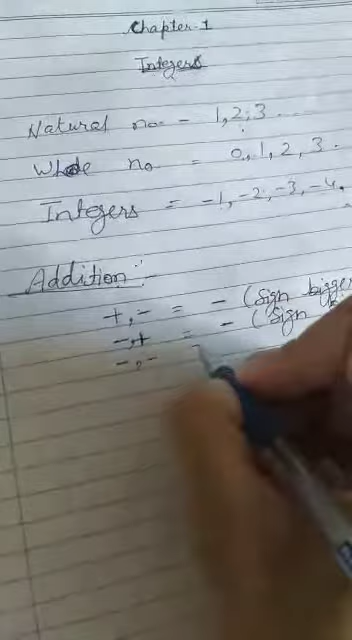 Chapter-1
Integers
Natural no - 1, 2, 3 ...
Whole no = 0, 1, 2, 3 .
Integers = -1, -2, -3, -4.
Addition:-
+,- = - (Sign bigger
-,+ = - (Sign
-,- -